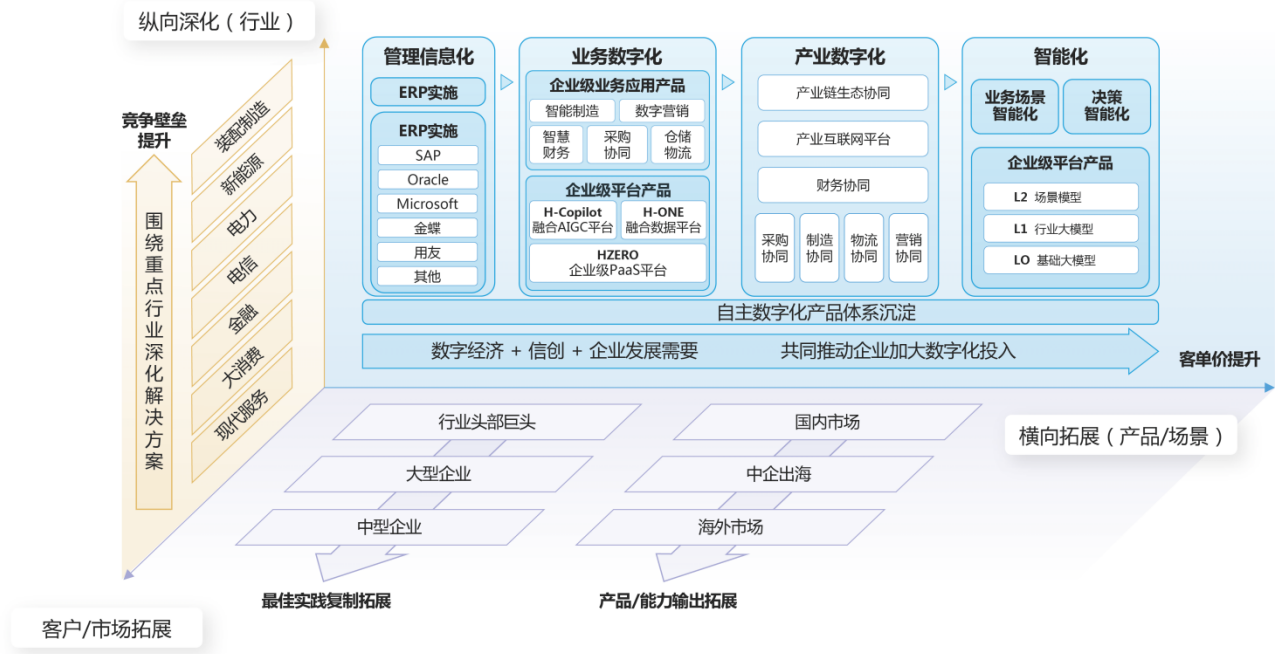 纵向深化（行业）
竞争壁垒
提升
围绕重点行业深化解决方案
装配制造
新能源
电力
电信
金融
大消费
现代服务
管理信息化
ERP实施
ERP实施
SAP
Oracle
Microsoft
金蝶
用友
其他
业务数字化
企业级业务应用产品
智能制造
数字营销
智慧
财务
采购
协同
仓储
物流
企业级平台产品
H-Copilot
融合AIGC平台
H-ONE
融合数据平台
HZERO
企业级PaaS平台
产业数字化
产业链生态协同
产业互联网平台
财务协同
采购
协同
制造
协同
物流
协同
营销
协同
智能化
业务场景
智能化
决策
智能化
企业级平台产品
L2 场景模型
L1 行业大模型
LO 基础大模型
自主数字化产品体系沉淀
数字经济 + 信创 + 企业发展需要 共同推动企业加大数字化投入
客单价提升
横向拓展（产品/场景）
行业头部巨头
大型企业
中型企业
最佳实践复制拓展
国内市场
中企出海
海外市场
产品/能力输出拓展
客户/市场拓展